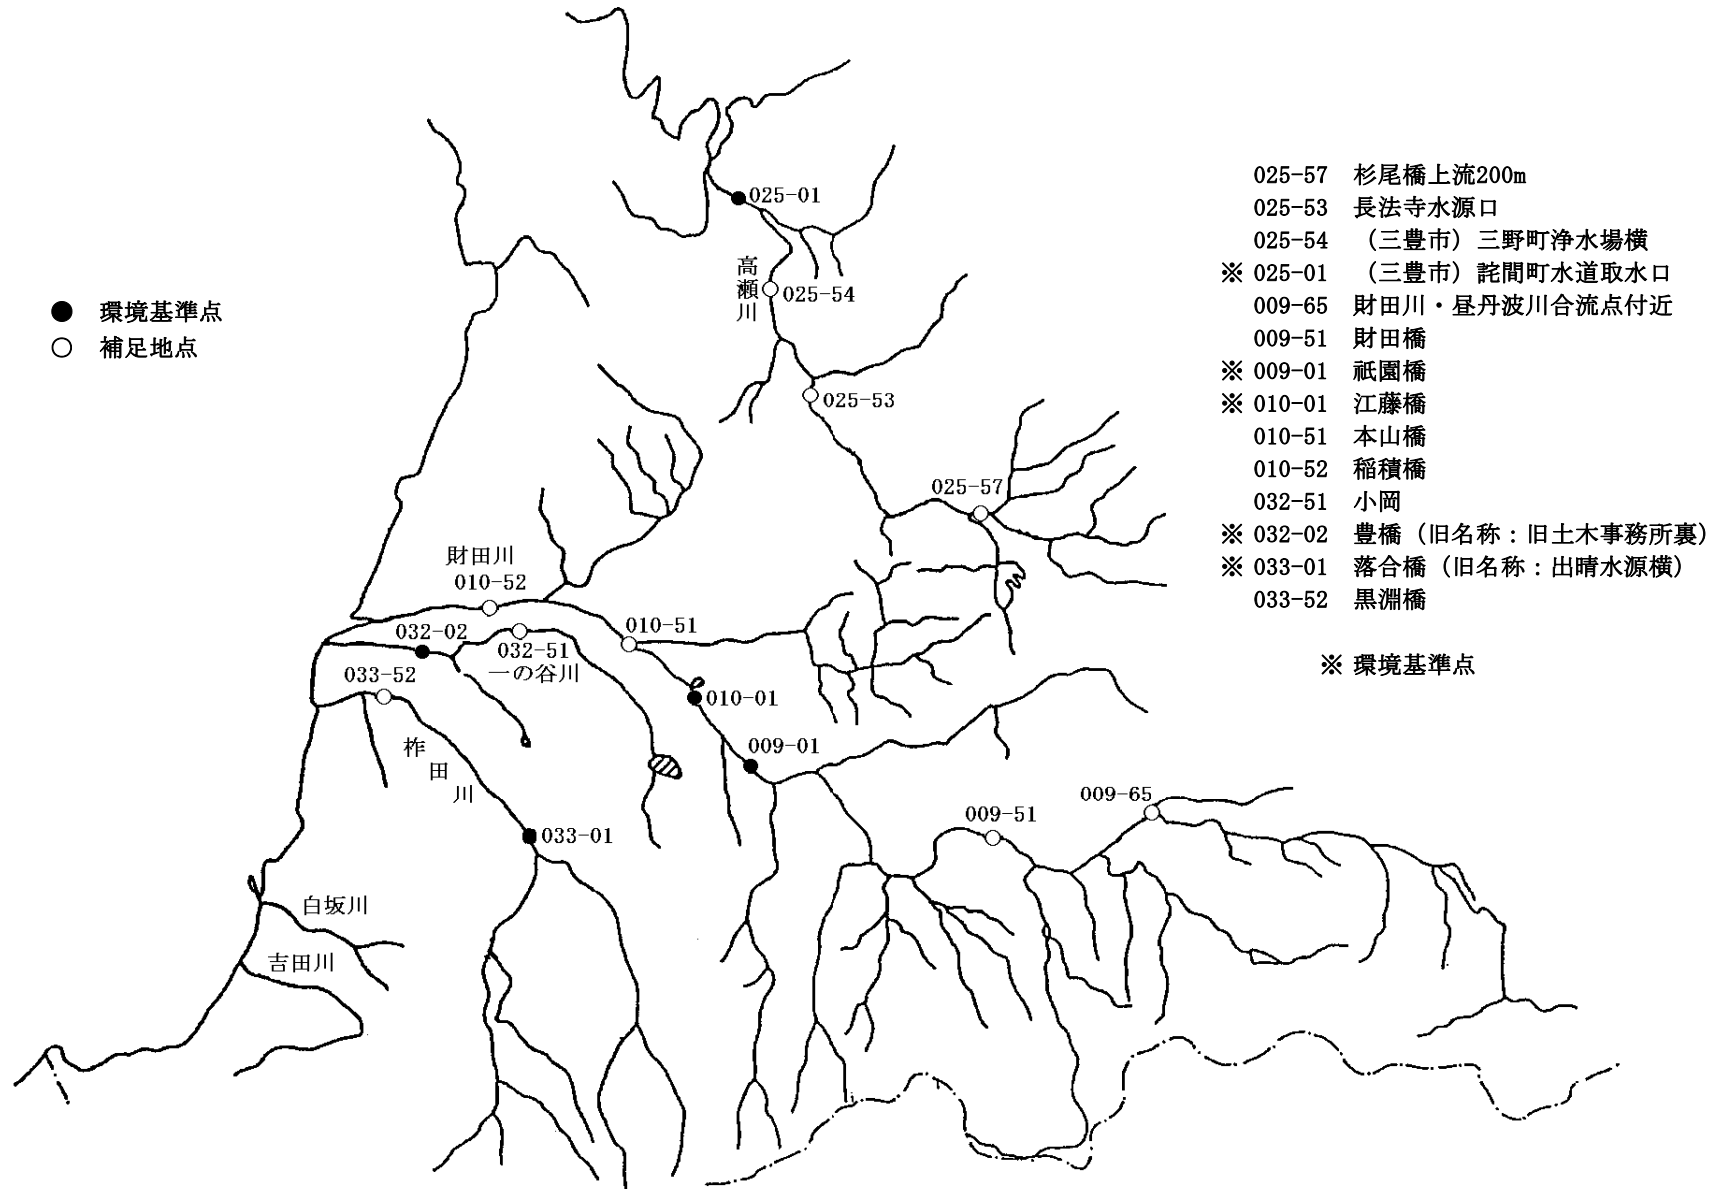 025-01
高瀬川
025-54
025-53
025-57
● 環境基準点
○ 補足地点
財田川
010-52
032-02
032-51
一の谷川
010-51
033-52
010-01
柞田川
009-01
033-01
009-51
009-65
白坂川
吉田川
025-57 杉尾橋上流200m
025-53 長法寺水源口
025-54 (三豊市)三野町浄水場横
※ 025-01 (三豊市)詫間町水道取水口
009-65 財田川・昼丹波川合流点付近
009-51 財田橋
※ 009-01 祇園橋
※ 010-01 江藤橋
010-51 本山橋
010-52 稲積橋
032-51 小岡
※ 032-02 豊橋(旧名称:旧土木事務所裏)
※ 033-01 落合橋(旧名称:出晴水源横)
033-52 黒淵橋
※ 環境基準点